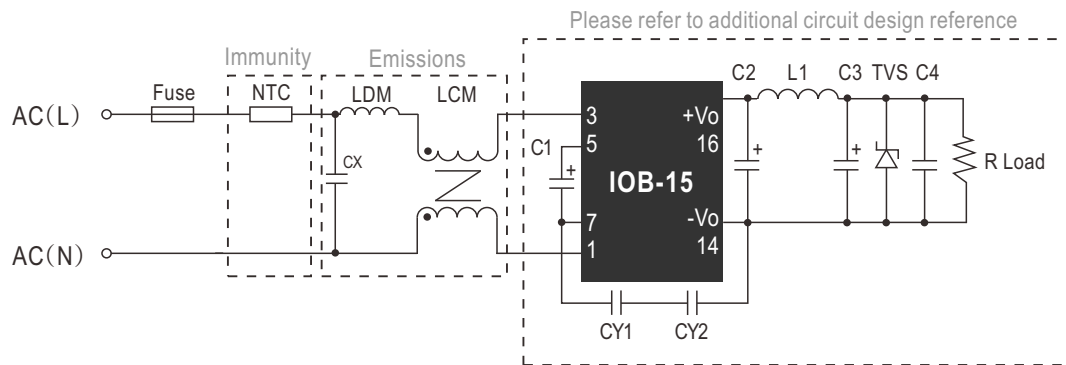 Please refer to additional circuit design reference
Immunity
Emissions
Fuse
NTC
LDM
LCM
C2
L1
C3
TVS
C4
AC(L)
3
+Vo
C1
5
16
+
+
+
CX
IOB-15
R Load
7
-Vo
AC(N)
1
14
CY1
CY2